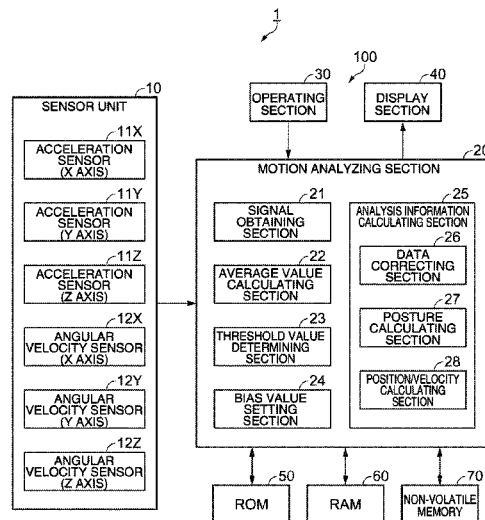 1
100
10
SENSOR UNIT
11X
ACCELERATION
SENSOR
(X AXIS)
11Y
ACCELERATION
SENSOR
(Y AXIS)
11Z
ACCELERATION
SENSOR
(Z AXIS)
12X
ANGULAR
VELOCITY SENSOR
(X AXIS)
12Y
ANGULAR
VELOCITY SENSOR
(Y AXIS)
12Z
ANGULAR
VELOCITY SENSOR
(Z AXIS)
30
OPERATING
SECTION
40
DISPLAY
SECTION
20
MOTION ANALYZING SECTION
21
SIGNAL
OBTAINING
SECTION
22
AVERAGE VALUE
CALCULATING
SECTION
23
THRESHOLD VALUE
DETERMINING
SECTION
24
BIAS VALUE
SETTING
SECTION
25
ANALYSIS INFORMATION
CALCULATING SECTION
26
DATA
CORRECTING
SECTION
27
POSTURE
CALCULATING
SECTION
28
POSITION/VELOCITY
CALCULATING
SECTION
50
ROM
60
RAM
70
NON-VOLATILE
MEMORY